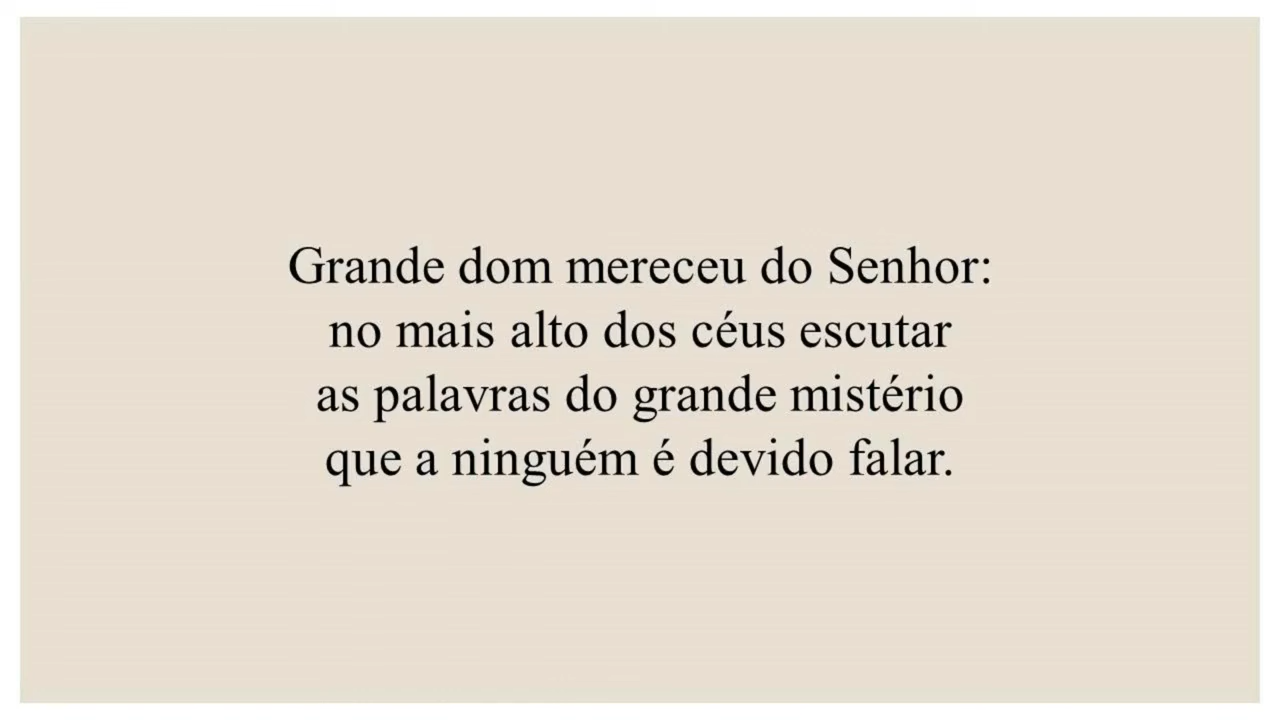 Grande dom mereceu do Senhor:
no mais alto dos céus escutar
as palavras do grande mistério
que a ninguém é devido falar.